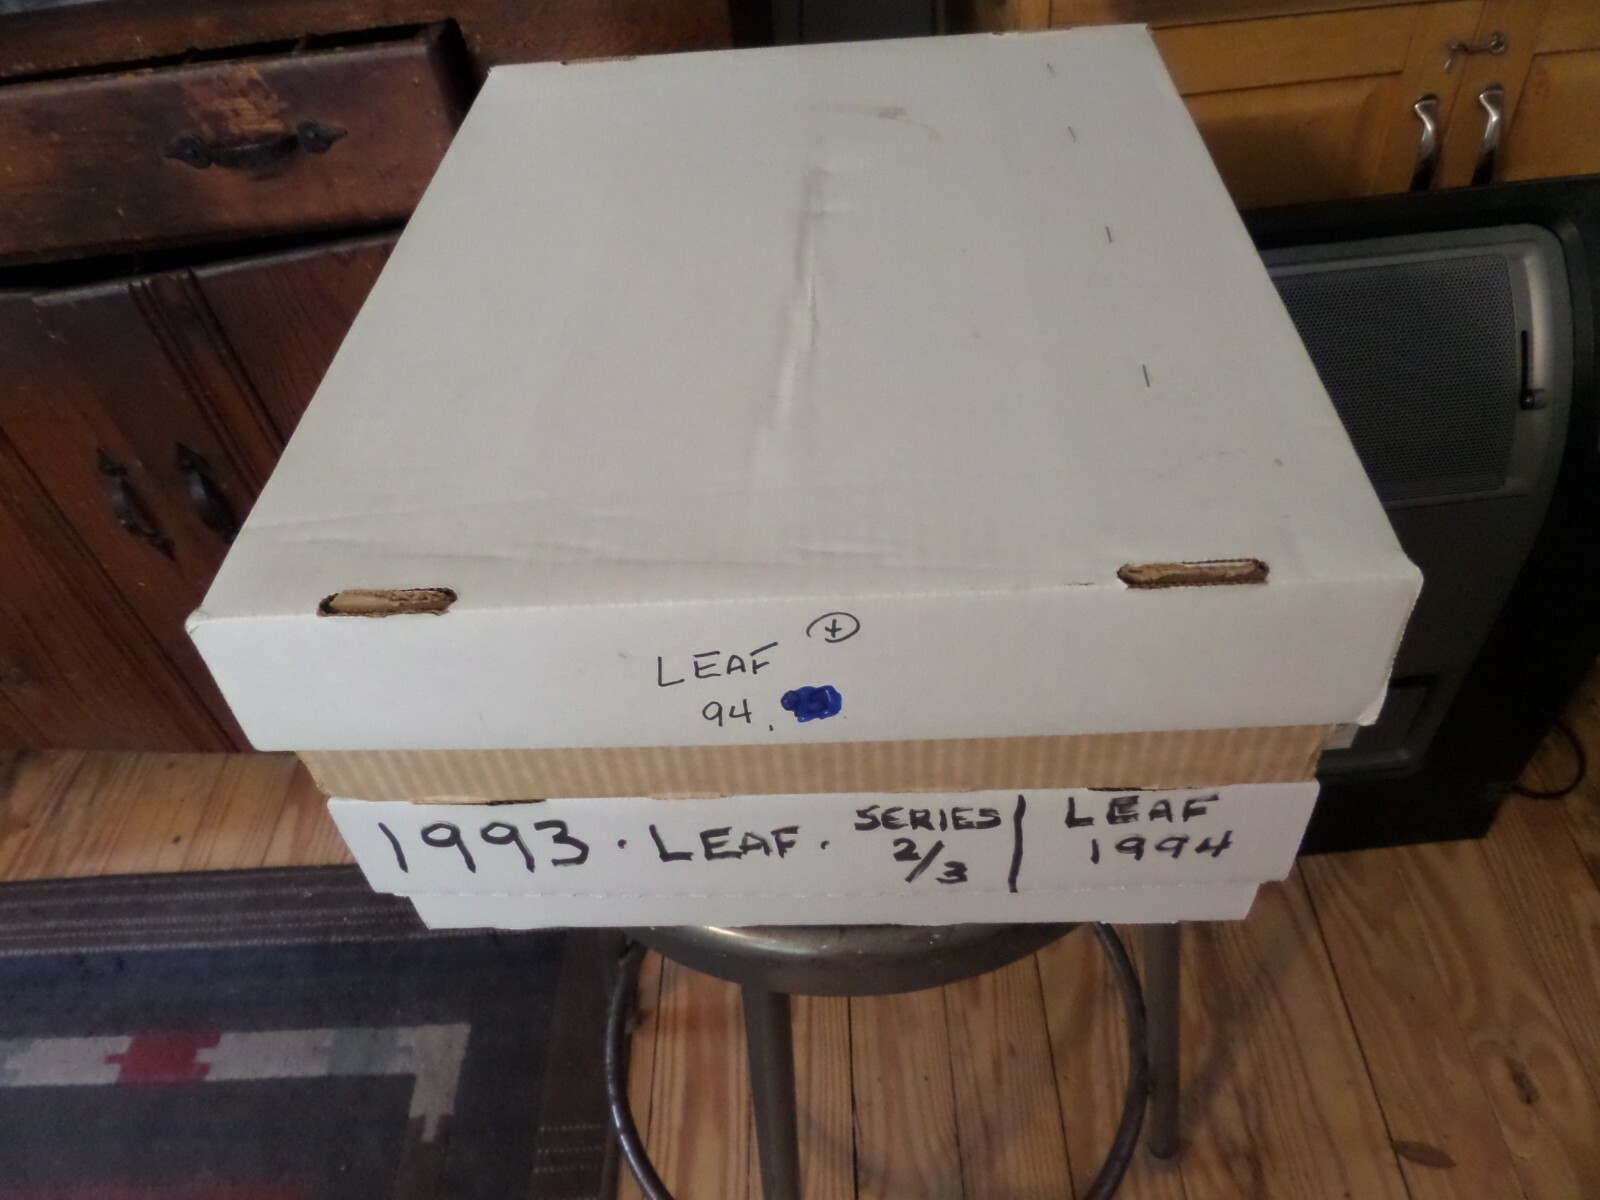 LEAF +
94,
1993 · LEAF · SERIES 2/3 | LEAF 1994